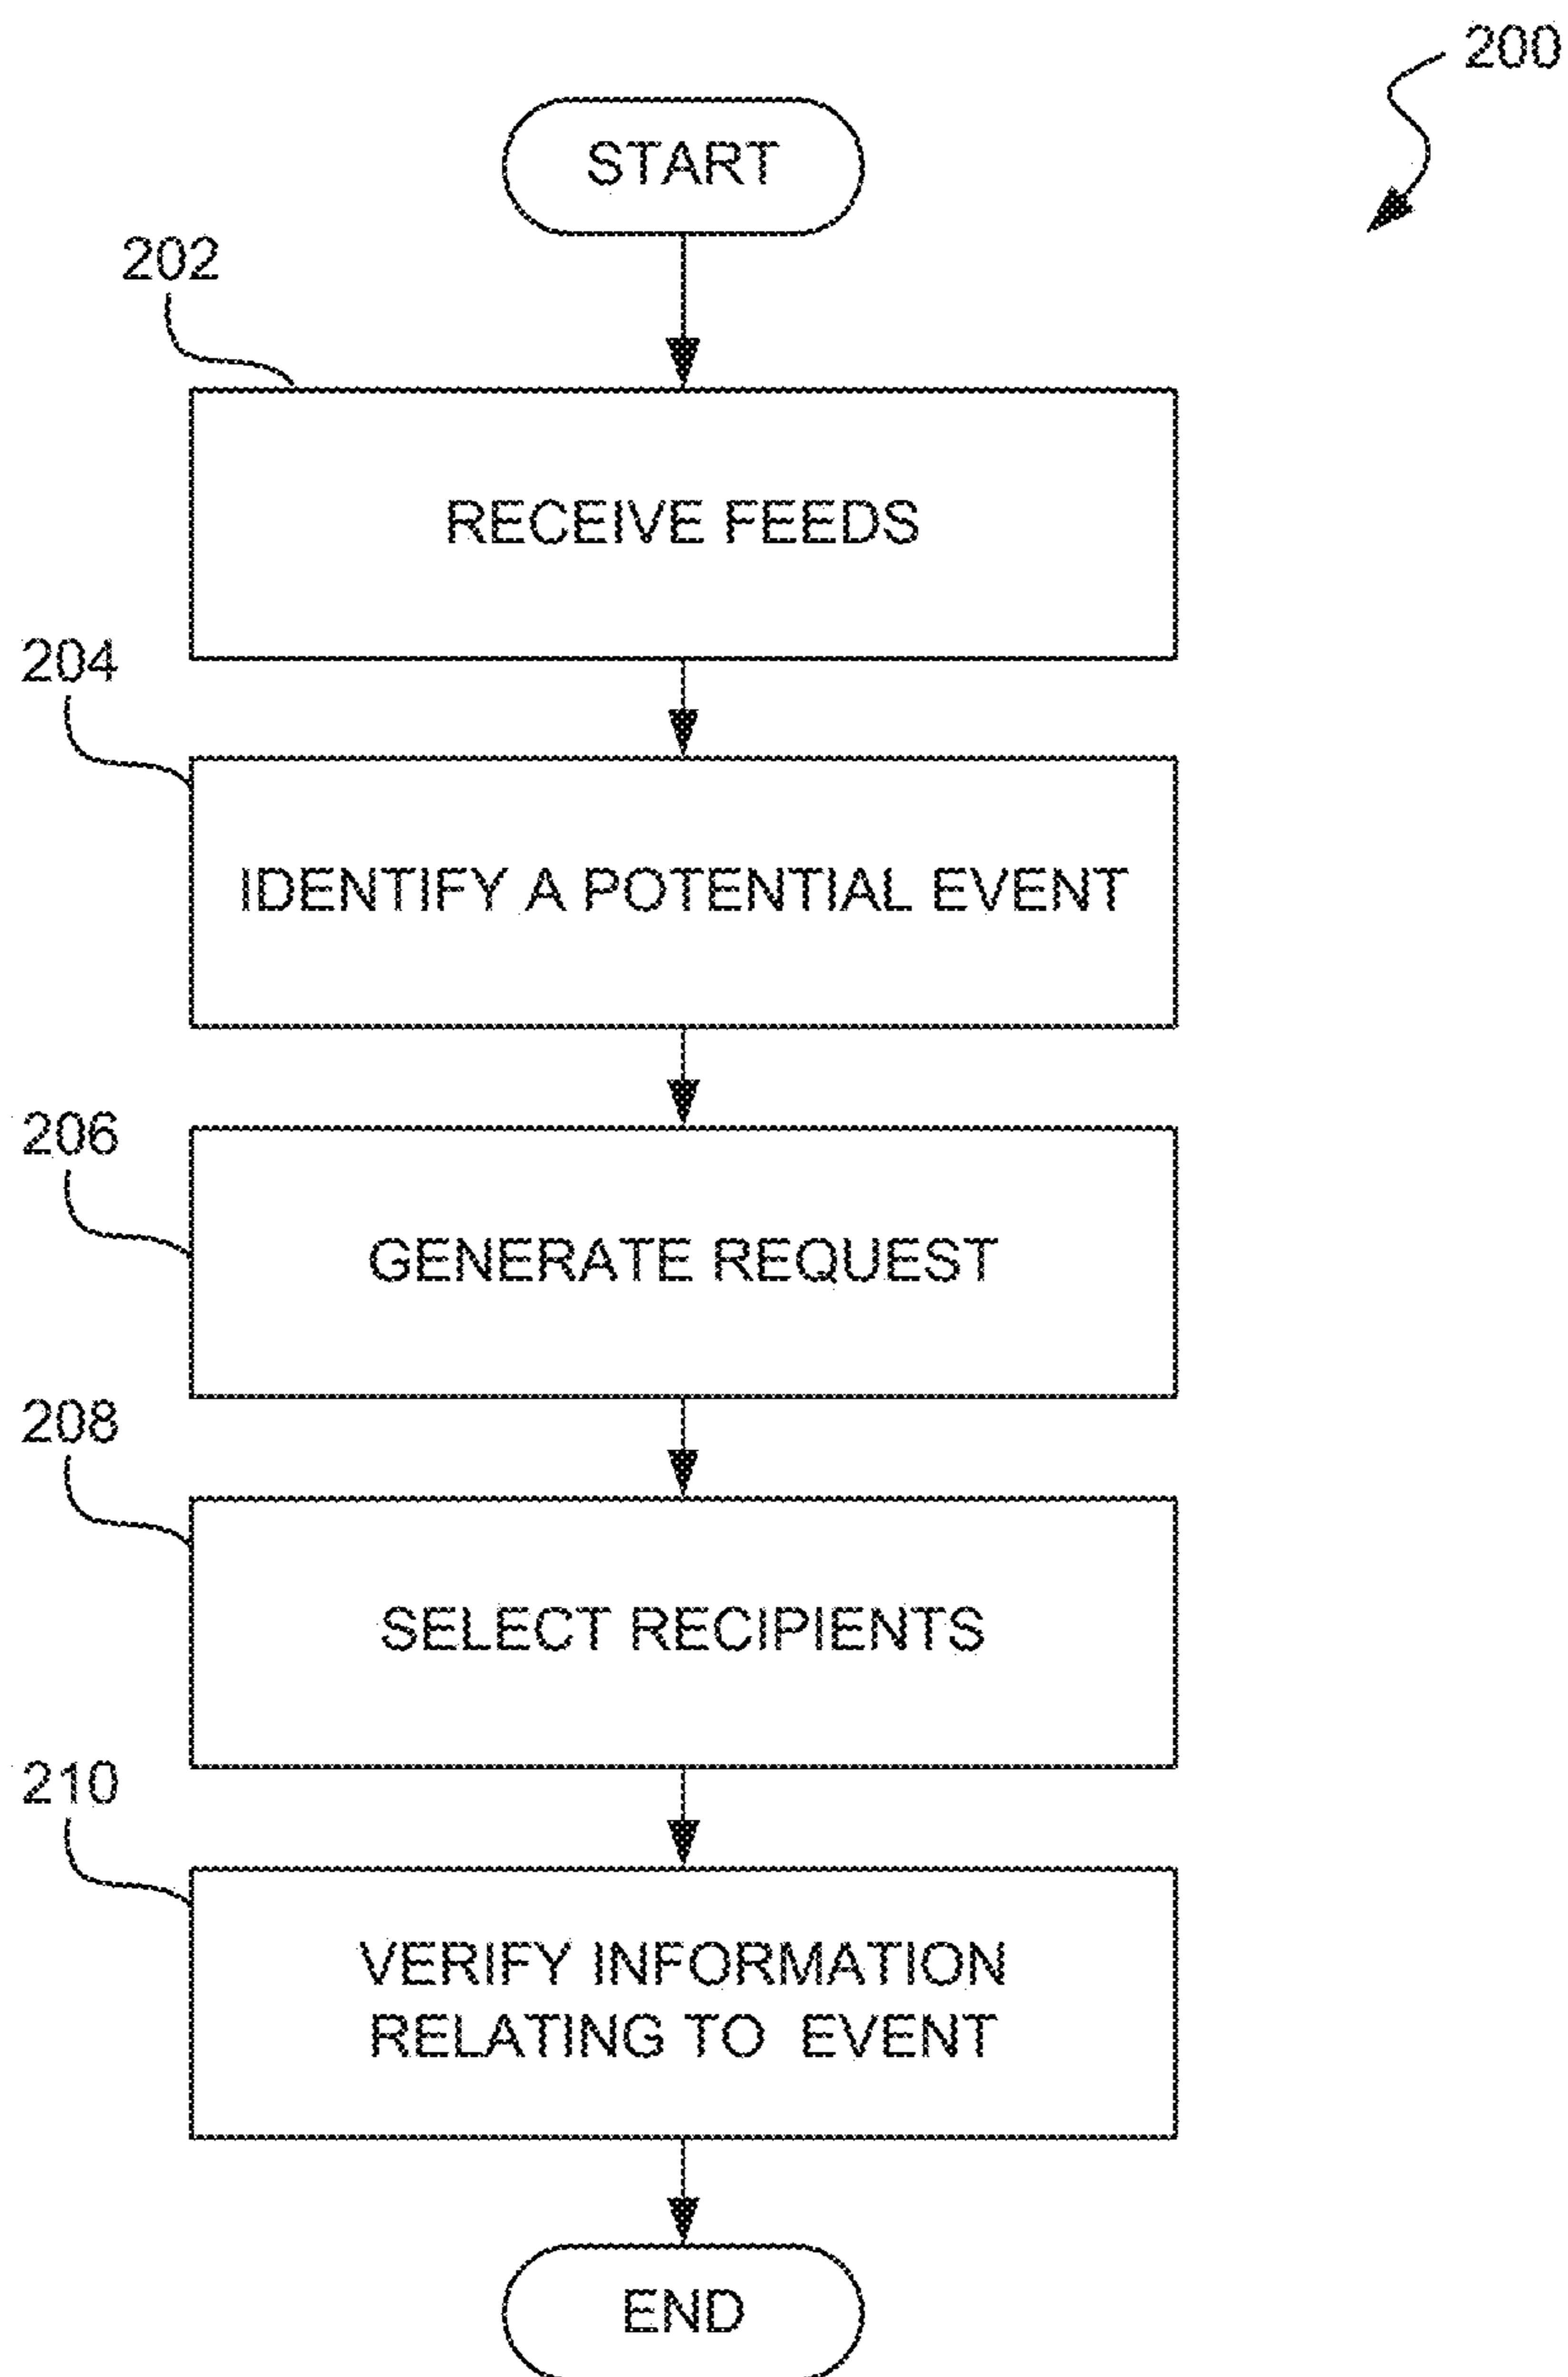 200
START
202
RECEIVE FEEDS
204
IDENTIFY A POTENTIAL EVENT
206
GENERATE REQUEST
208
SELECT RECIPIENTS
210
VERIFY INFORMATION
RELATING TO EVENT
END